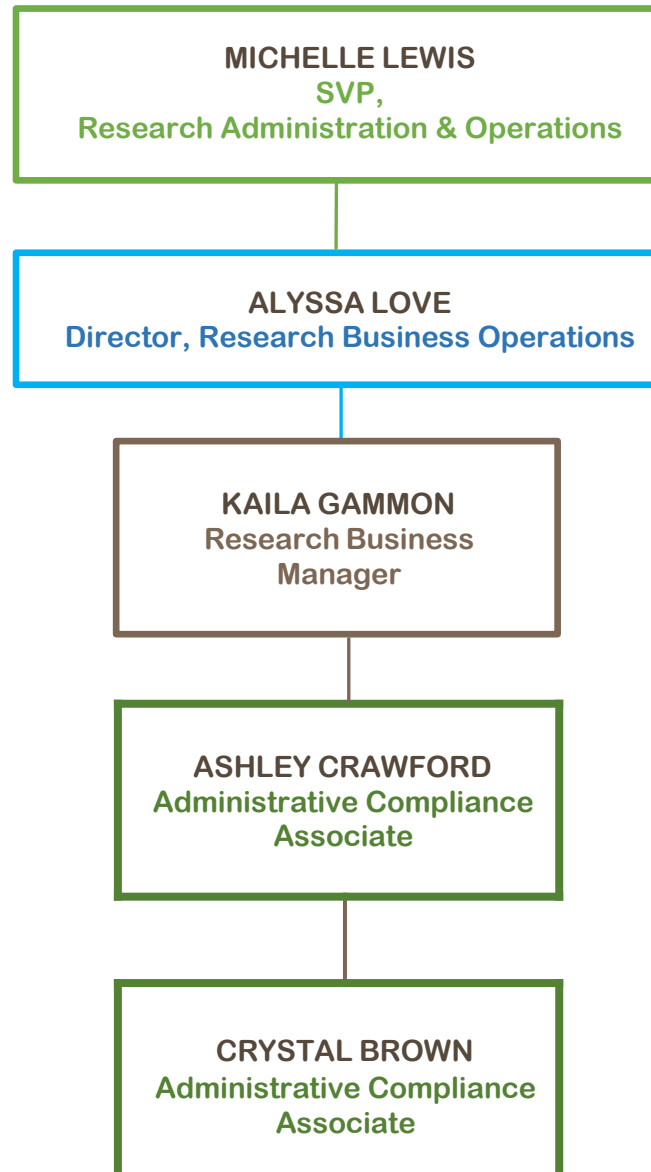 MICHELLE LEWIS
SVP,
Research Administration & Operations
ALYSSA LOVE
Director, Research Business Operations
KAILA GAMMON
Research Business
Manager
ASHLEY CRAWFORD
Administrative Compliance
Associate
CRYSTAL BROWN
Administrative Compliance
Associate